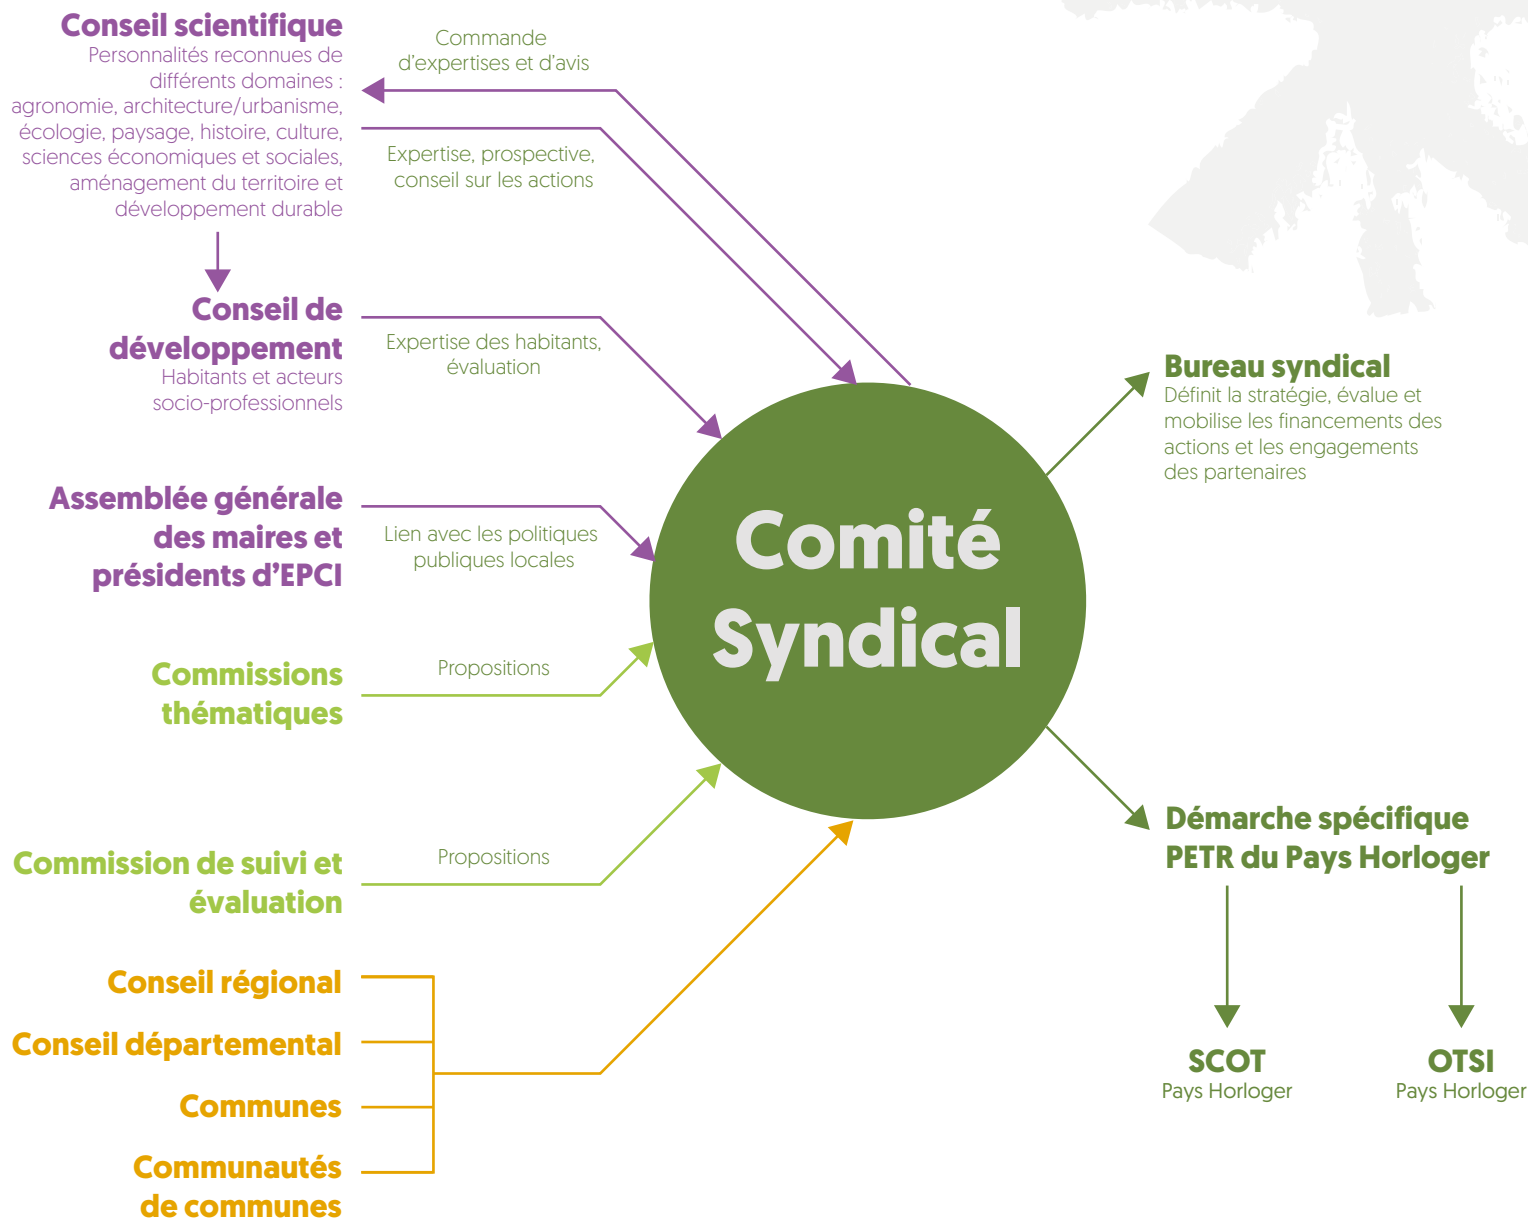 Conseil scientifique
Personnalités reconnues de
différents domaines :
agronomie, architecture/urbanisme,
écologie, paysage, histoire, culture,
sciences économiques et sociales,
aménagement du territoire et
développement durable
Commande
d'expertises et d'avis
Expertise, prospective,
conseil sur les actions
Conseil de
développement
Habitants et acteurs
socio-professionnels
Expertise des habitants,
évaluation
Assemblée générale
des maires et
présidents d'EPCI
Lien avec les politiques
publiques locales
Commissions
thématiques
Propositions
Commission de suivi et
évaluation
Propositions
Conseil régional
Conseil départemental
Communes
Communautés
de communes
Comité
Syndical
Bureau syndical
Définit la stratégie, évalue et
mobilise les financements des
actions et les engagements
des partenaires
Démarche spécifique
PETR du Pays Horloger
SCOT
Pays Horloger
OTSI
Pays Horloger